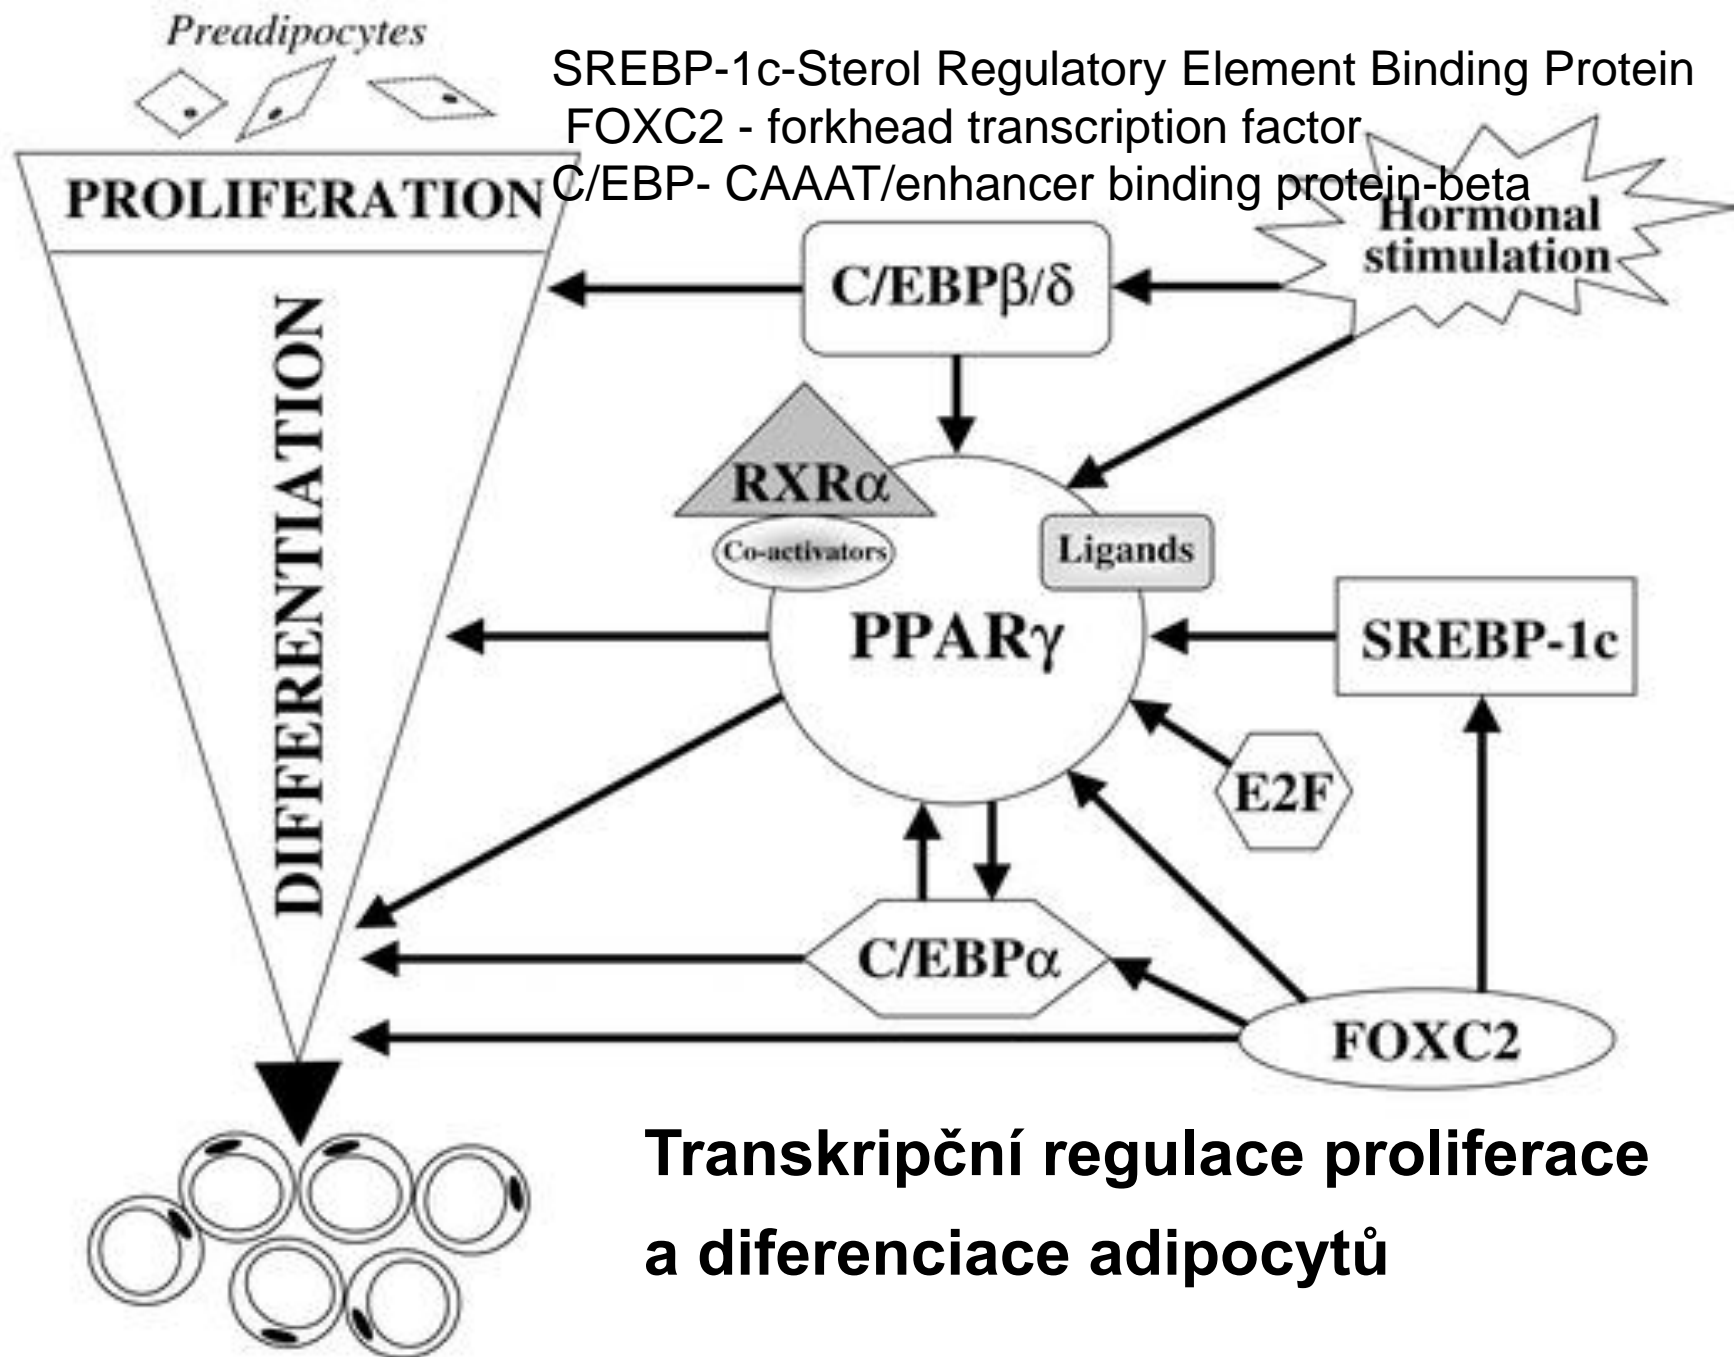 Preadipocytes
SREBP-1c-Sterol Regulatory Element Binding Protein
FOXC2 - forkhead transcription factor
C/EBP- CAAAT/enhancer binding protein-beta
PROLIFERATION
Hormonal
stimulation
C/EBPβ/δ
DIFFERENTIATION
RXRα
Co-activators
Ligands
PPARγ
SREBP-1c
E2F
C/EBPα
FOXC2
Transkripční regulace proliferace
a diferenciace adipocytů